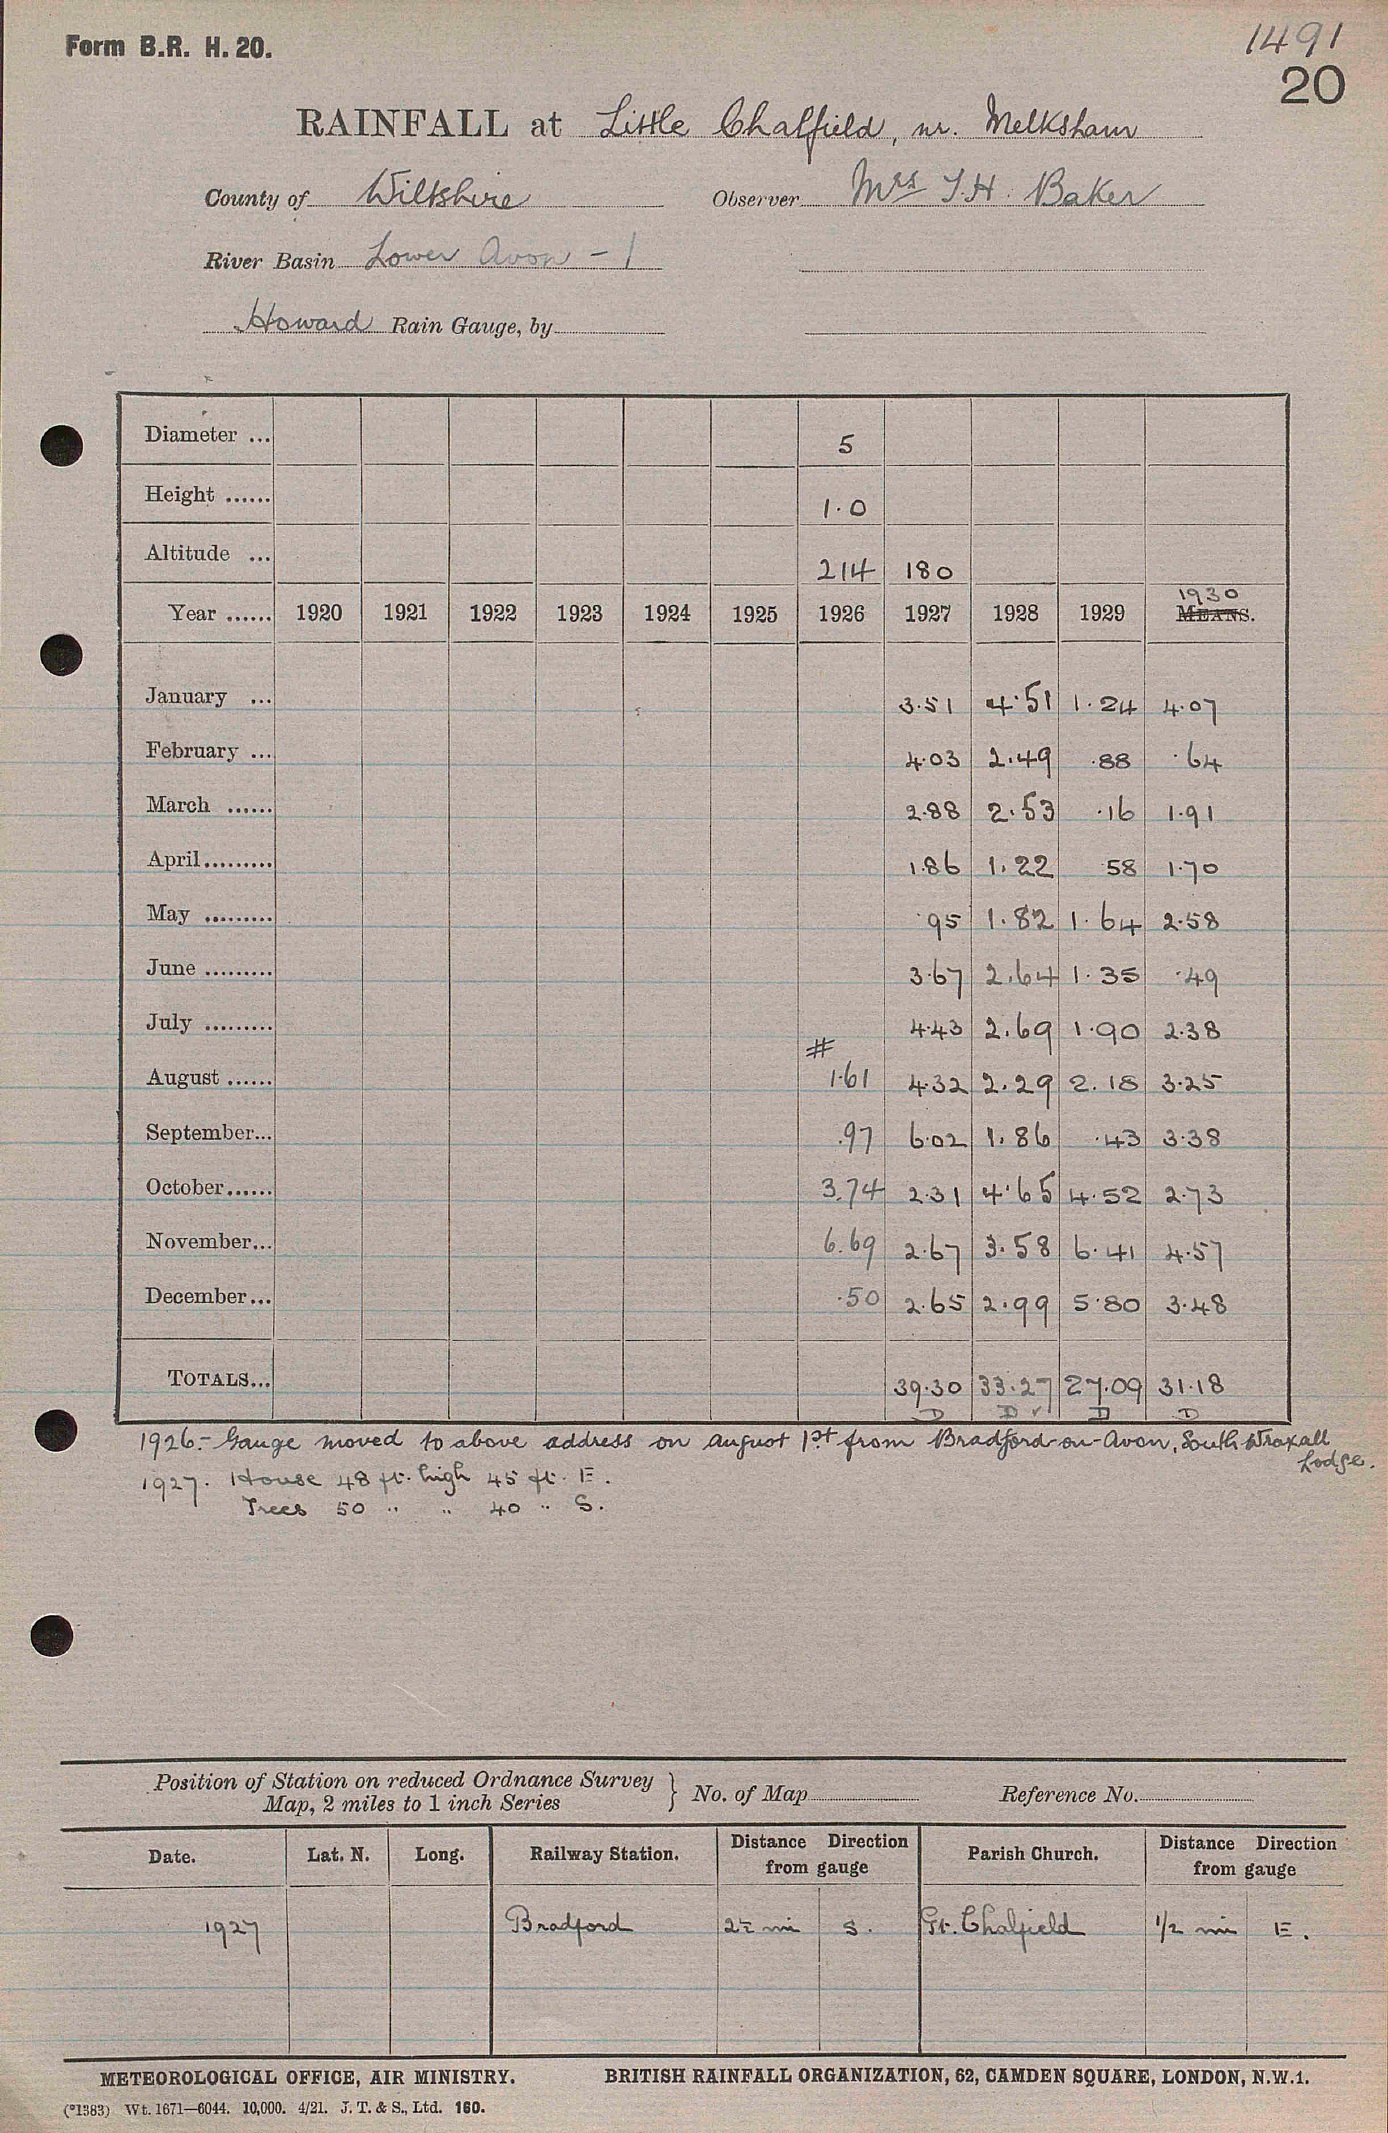 Form B.R. H. 20.
1491
20
RAINFALL at Little Chalfield, nr. Melksham
County of Wiltshire Observer Mrs T.H. Baker
River Basin Lower Avon - 1
Howard Rain Gauge, by
Diameter ... 5
Height ...... 1.0
Altitude ... 214 180
1930
Year ...... 1920 1921 1922 1923 1924 1925 1926 1927 1928 1929 MEANS.
January ... 3.51 4.51 1.24 4.07
February ... 4.03 2.49 .88 .64
March ...... 2.88 2.53 .16 1.91
April......... 1.86 1.22 58 1.70
May ......... .95 1.82 1.64 2.58
June ......... 3.67 2.64 1.35 .49
July ......... 4.43 2.69 1.90 2.38
#
August ...... 1.61 4.32 2.29 2.18 3.25
September... .97 6.02 1.86 .43 3.38
October...... 3.74 2.31 4.65 4.52 2.73
November... 6.69 2.67 3.58 6.41 4.57
December... .50 2.65 2.99 5.80 3.48
TOTALS... 39.30 33.27 27.09 31.18
D D ✓ D D
1926.- Gauge moved to above address on August 1st from Bradford-on-Avon, South Wraxall
Lodge.
1927. House 48 ft. high 45 ft. E.
Trees 50 " " 40 " S.
Position of Station on reduced Ordnance Survey
Map, 2 miles to 1 inch Series } No. of Map Reference No.
Date. Lat. N. Long. Railway Station. Distance Direction from gauge Parish Church. Distance Direction from gauge
1927 Bradford 2½ mi S. Gt. Chalfield 1/2 mi E.
METEOROLOGICAL OFFICE, AIR MINISTRY. BRITISH RAINFALL ORGANIZATION, 62, CAMDEN SQUARE, LONDON, N.W.1.
(*1383) Wt. 1671—6044. 10,000. 4/21. J. T. & S., Ltd. 160.